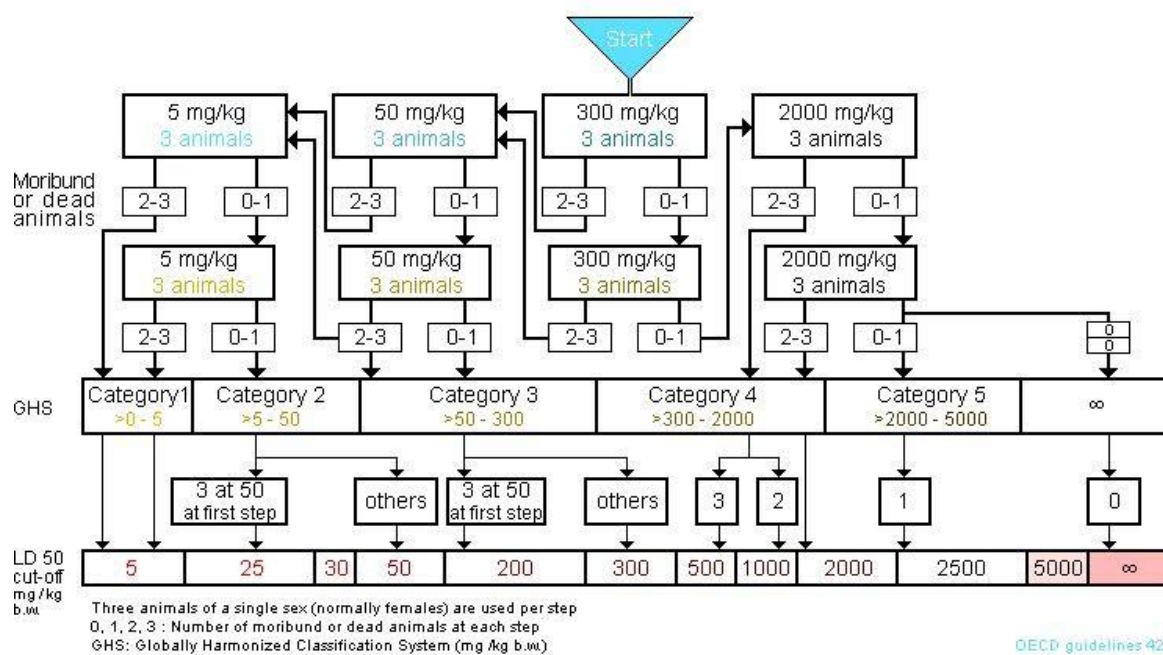 Start
5 mg/kg
3 animals
50 mg/kg
3 animals
300 mg/kg
3 animals
2000 mg/kg
3 animals
Moribund
or dead
animals
2-3
0-1
2-3
0-1
2-3
0-1
2-3
0-1
5 mg/kg
3 animals
50 mg/kg
3 animals
300 mg/kg
3 animals
2000 mg/kg
3 animals
2-3
0-1
2-3
0-1
2-3
0-1
2-3
0-1
0
0
GHS
Category1
>0 - 5
Category 2
>5 - 50
Category 3
>50 - 300
Category 4
>300 - 2000
Category 5
>2000 - 5000
∞
3 at 50
at first step
others
3 at 50
at first step
others
3
2
1
0
LD 50
cut-off
mg /kg
b.w.
5
25
30
50
200
300
500
1000
2000
2500
5000
∞
Three animals of a single sex (normally females) are used per step
0, 1, 2, 3 : Number of moribund or dead animals at each step
GHS: Globally Harmonized Classification System (mg /kg b.w.)
OECD guidelines 42